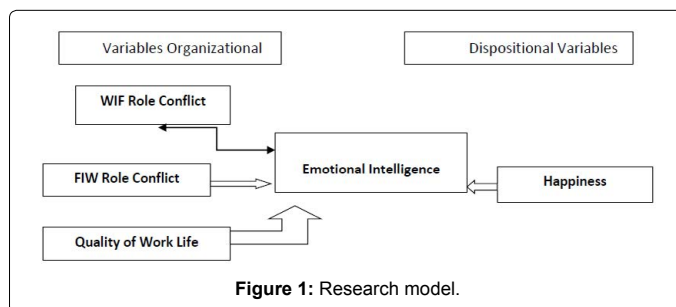 Variables Organizational
Dispositional Variables
WIF Role Conflict
Emotional Intelligence
FIW Role Conflict
Happiness
Quality of Work Life
Figure 1: Research model.